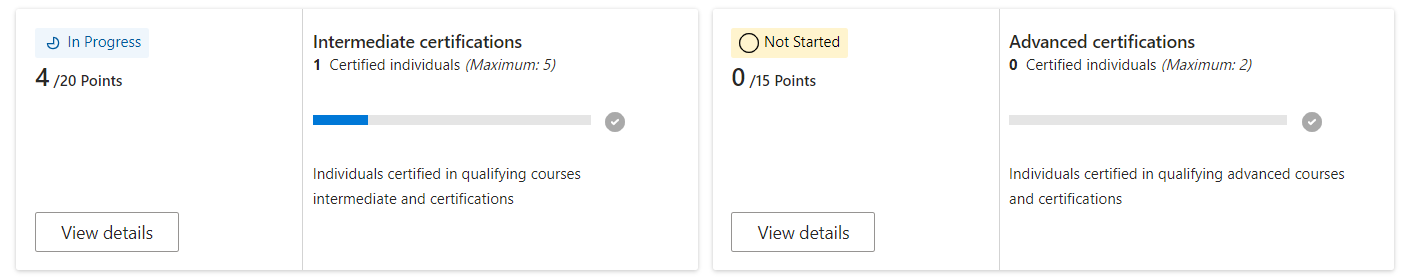 In Progress
4 /20 Points
View details
Intermediate certifications
1 Certified individuals (Maximum: 5)
Individuals certified in qualifying courses
intermediate and certifications
Not Started
0 /15 Points
View details
Advanced certifications
0 Certified individuals (Maximum: 2)
Individuals certified in qualifying advanced courses
and certifications